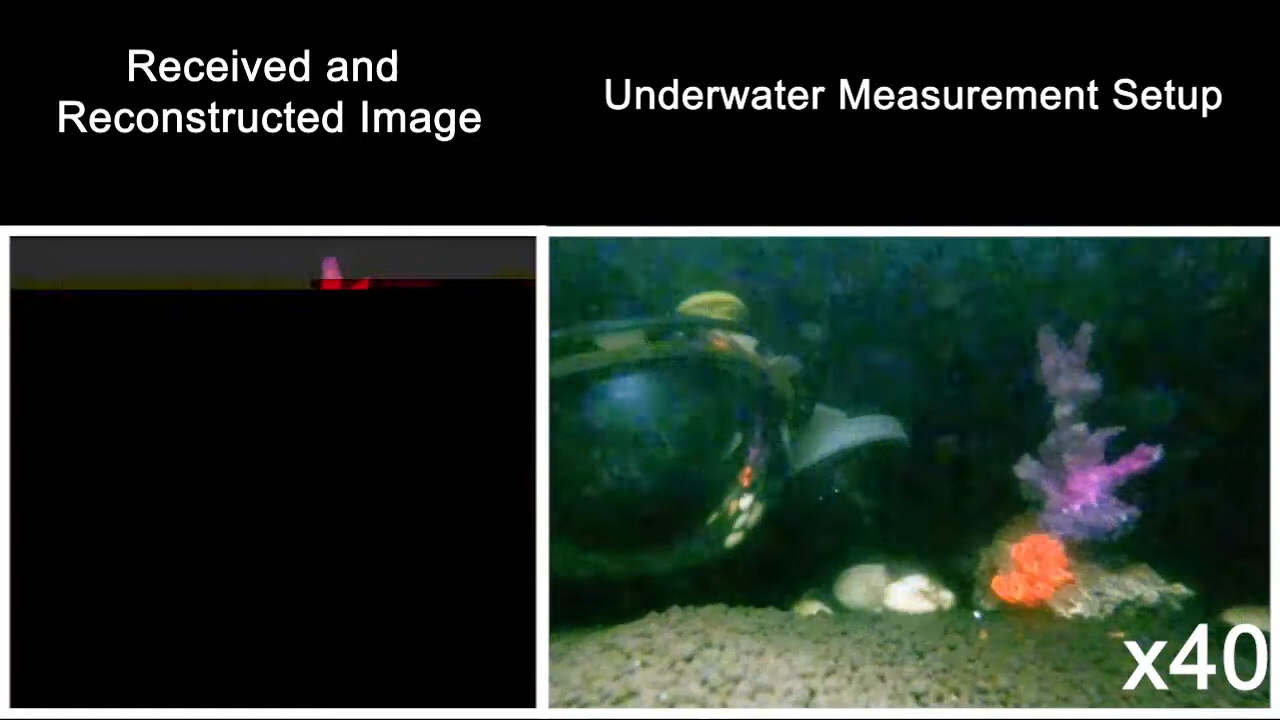 Received and
Reconstructed Image
Underwater Measurement Setup
x40